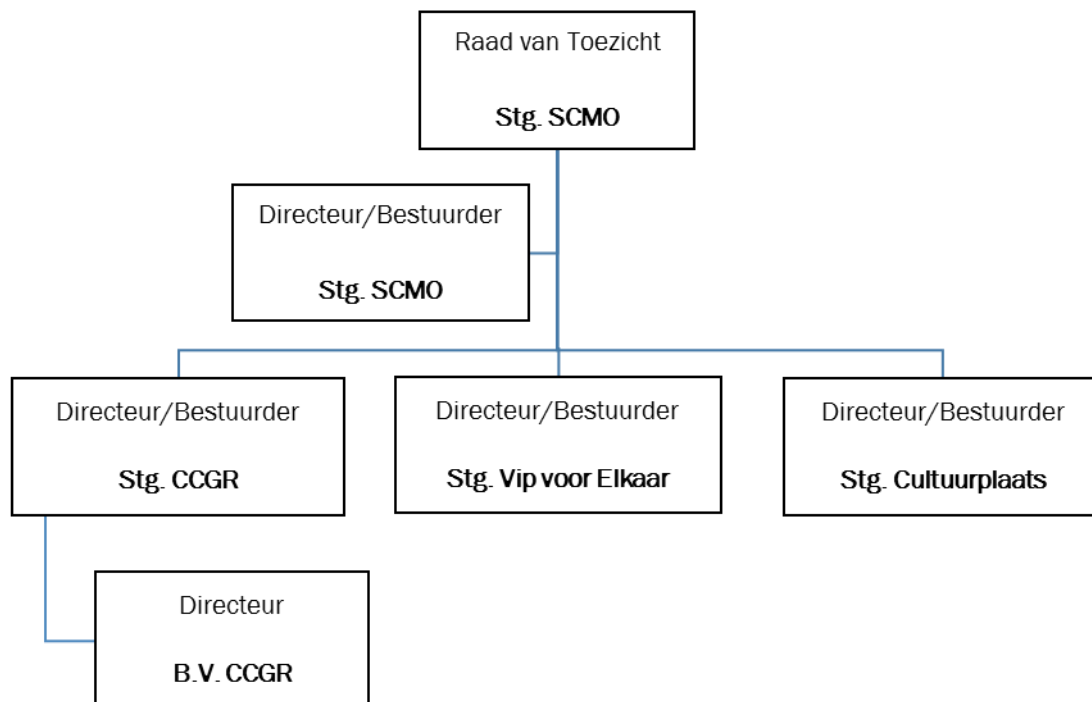 Raad van Toezicht
Stg. SCMO
Directeur/Bestuurder
Stg. SCMO
Directeur/Bestuurder
Stg. CCGR
Directeur/Bestuurder
Stg. Vip voor Elkaar
Directeur/Bestuurder
Stg. Cultuurplaats
Directeur
B.V. CCGR